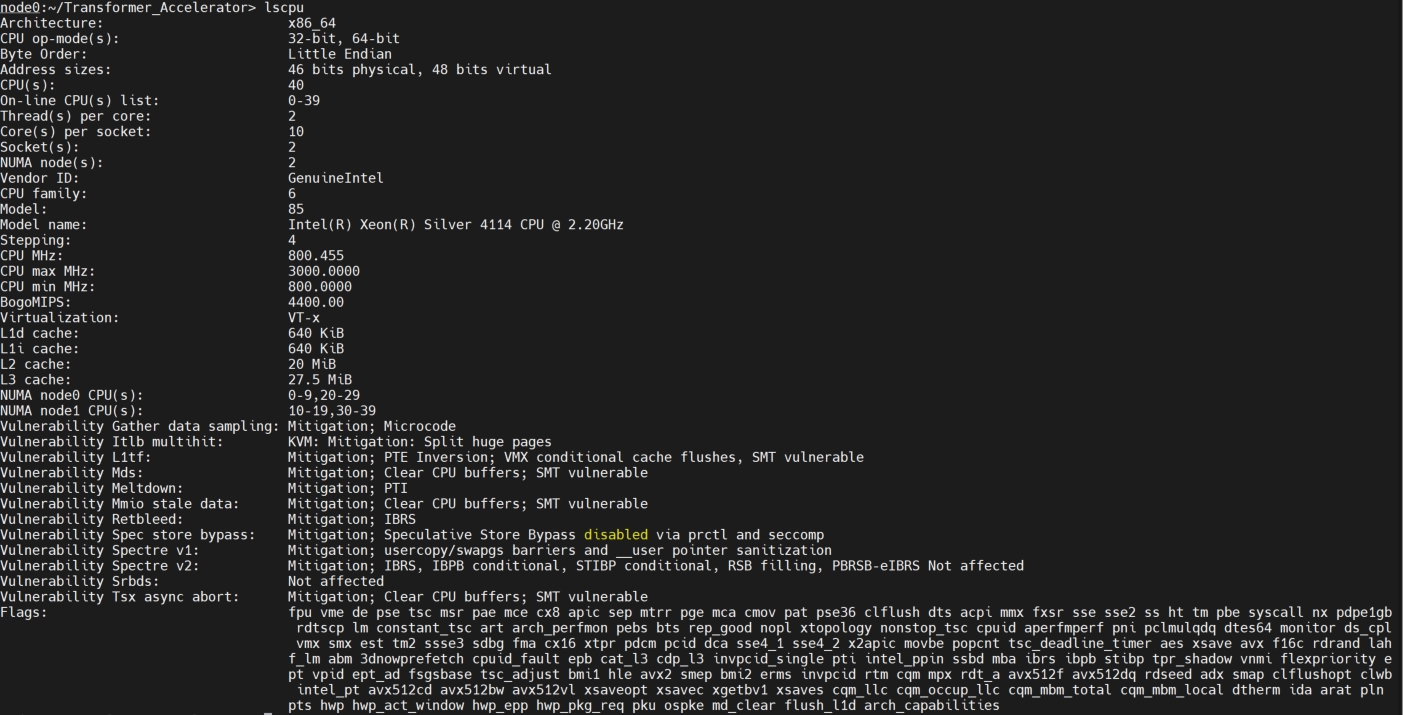 node0:~/Transformer_Accelerator> lscpu
Architecture:                       x86_64
CPU op-mode(s):                     32-bit, 64-bit
Byte Order:                         Little Endian
Address sizes:                      46 bits physical, 48 bits virtual
CPU(s):                             40
On-line CPU(s) list:                0-39
Thread(s) per core:                 2
Core(s) per socket:                 10
Socket(s):                          2
NUMA node(s):                       2
Vendor ID:                          GenuineIntel
CPU family:                         6
Model:                              85
Model name:                         Intel(R) Xeon(R) Silver 4114 CPU @ 2.20GHz
Stepping:                           4
CPU MHz:                            800.455
CPU max MHz:                        3000.0000
CPU min MHz:                        800.0000
BogoMIPS:                           4400.00
Virtualization:                     VT-x
L1d cache:                          640 KiB
L1i cache:                          640 KiB
L2 cache:                           20 MiB
L3 cache:                           27.5 MiB
NUMA node0 CPU(s):                  0-9,20-29
NUMA node1 CPU(s):                  10-19,30-39
Vulnerability Gather data sampling: Mitigation; Microcode
Vulnerability Itlb multihit:        KVM: Mitigation: Split huge pages
Vulnerability L1tf:                 Mitigation; PTE Inversion; VMX conditional cache flushes, SMT vulnerable
Vulnerability Mds:                  Mitigation; Clear CPU buffers; SMT vulnerable
Vulnerability Meltdown:             Mitigation; PTI
Vulnerability Mmio stale data:      Mitigation; Clear CPU buffers; SMT vulnerable
Vulnerability Retbleed:             Mitigation; IBRS
Vulnerability Spec store bypass:    Mitigation; Speculative Store Bypass disabled via prctl and seccomp
Vulnerability Spectre v1:           Mitigation; usercopy/swapgs barriers and __user pointer sanitization
Vulnerability Spectre v2:           Mitigation; IBRS, IBPB conditional, STIBP conditional, RSB filling, PBRSB-eIBRS Not affected
Vulnerability Srbds:                Not affected
Vulnerability Tsx async abort:      Mitigation; Clear CPU buffers; SMT vulnerable
Flags:                              fpu vme de pse tsc msr pae mce cx8 apic sep mtrr pge mca cmov pat pse36 clflush dts acpi mmx fxsr sse sse2 ss ht tm pbe syscall nx pdpe1gb
rdtscp lm constant_tsc art arch_perfmon pebs bts rep_good nopl xtopology nonstop_tsc cpuid aperfmperf pni pclmulqdq dtes64 monitor ds_cpl
vmx smx est tm2 ssse3 sdbg fma cx16 xtpr pdcm pcid dca sse4_1 sse4_2 x2apic movbe popcnt tsc_deadline_timer aes xsave avx f16c rdrand lah
f_lm abm 3dnowprefetch cpuid_fault epb cat_l3 cdp_l3 invpcid_single pti intel_ppin ssbd mba ibrs ibpb stibp tpr_shadow vnmi flexpriority e
pt vpid ept_ad fsgsbase tsc_adjust bmi1 hle avx2 smep bmi2 erms invpcid rtm cqm mpx rdt_a avx512f avx512dq rdseed adx smap clflushopt clwb
intel_pt avx512cd avx512bw avx512vl xsaveopt xsavec xgetbv1 xsaves cqm_llc cqm_occup_llc cqm_mbm_total cqm_mbm_local dtherm ida arat pln
pts hwp hwp_act_window hwp_epp hwp_pkg_req pku ospke md_clear flush_l1d arch_capabilities